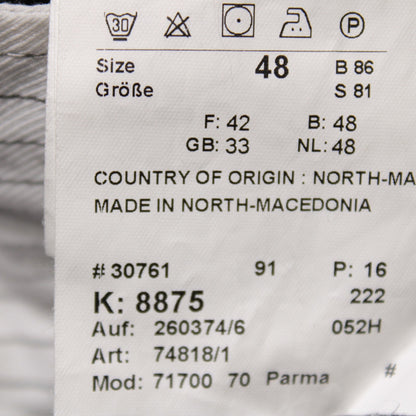 30 P
Size 48 B 86
Größe S 81
F: 42 B: 48
GB: 33 NL: 48
COUNTRY OF ORIGIN : NORTH-MA
MADE IN NORTH-MACEDONIA
# 30761 91 P: 16
K: 8875 222
Auf: 260374/6 052H
Art: 74818/1
Mod: 71700 70 Parma #